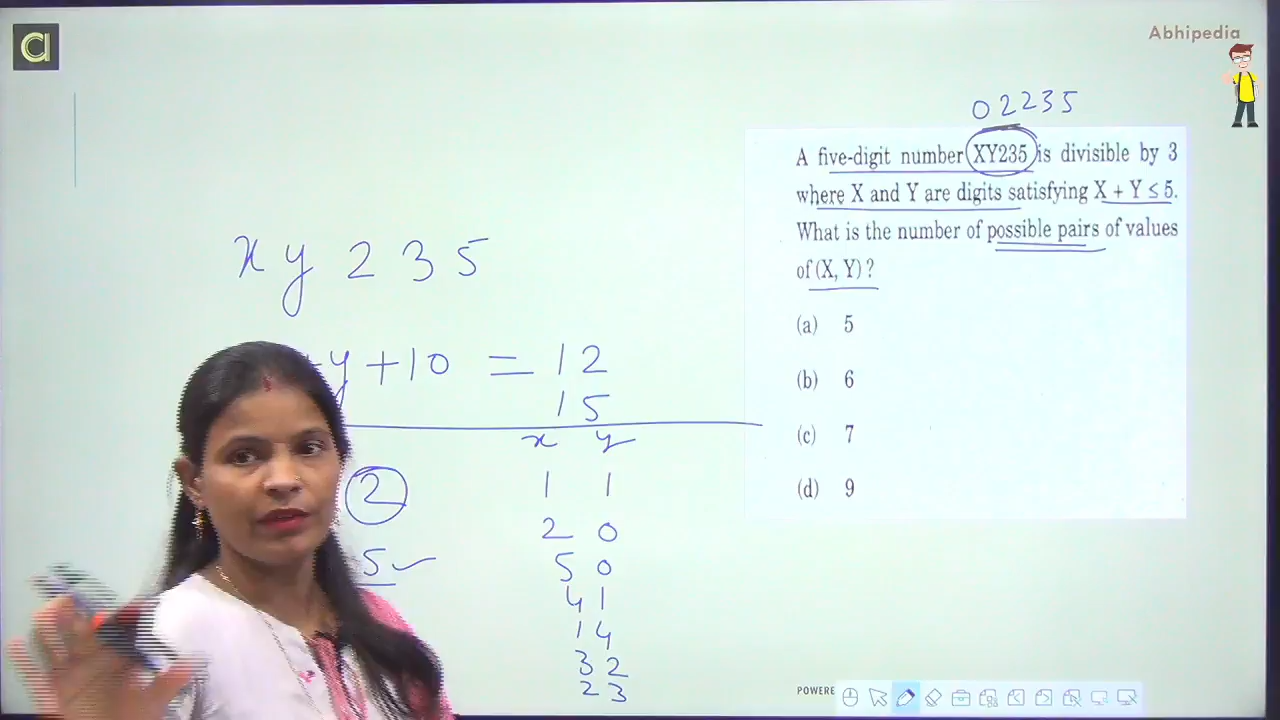 a
Abhipedia
02235
A five-digit number XY235 is divisible by 3
where X and Y are digits satisfying X + Y ≤ 5.
What is the number of possible pairs of values
of (X, Y) ?
(a) 5
(b) 6
(c) 7
(d) 9
x y 2 3 5
+y+10 = 12
15
x y
2
5 ✓
1 1
2 0
5 0
4 1
1 4
3 2
2 3
POWERE